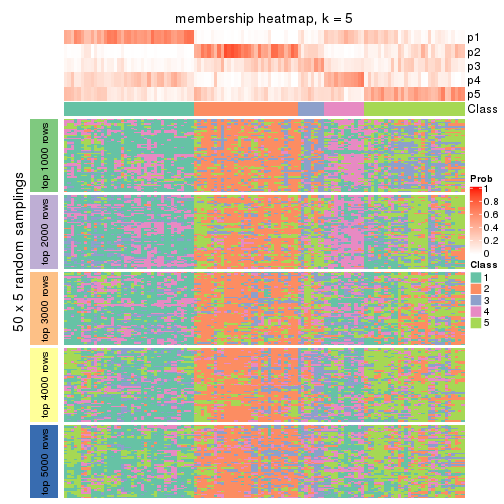 membership heatmap, k = 5
p1
p2
p3
p4
p5
Class
50 x 5 random samplings
top 1000 rows
top 2000 rows
top 3000 rows
top 4000 rows
top 5000 rows
Prob
1
0.8
0.6
0.4
0.2
0
Class
1
2
3
4
5